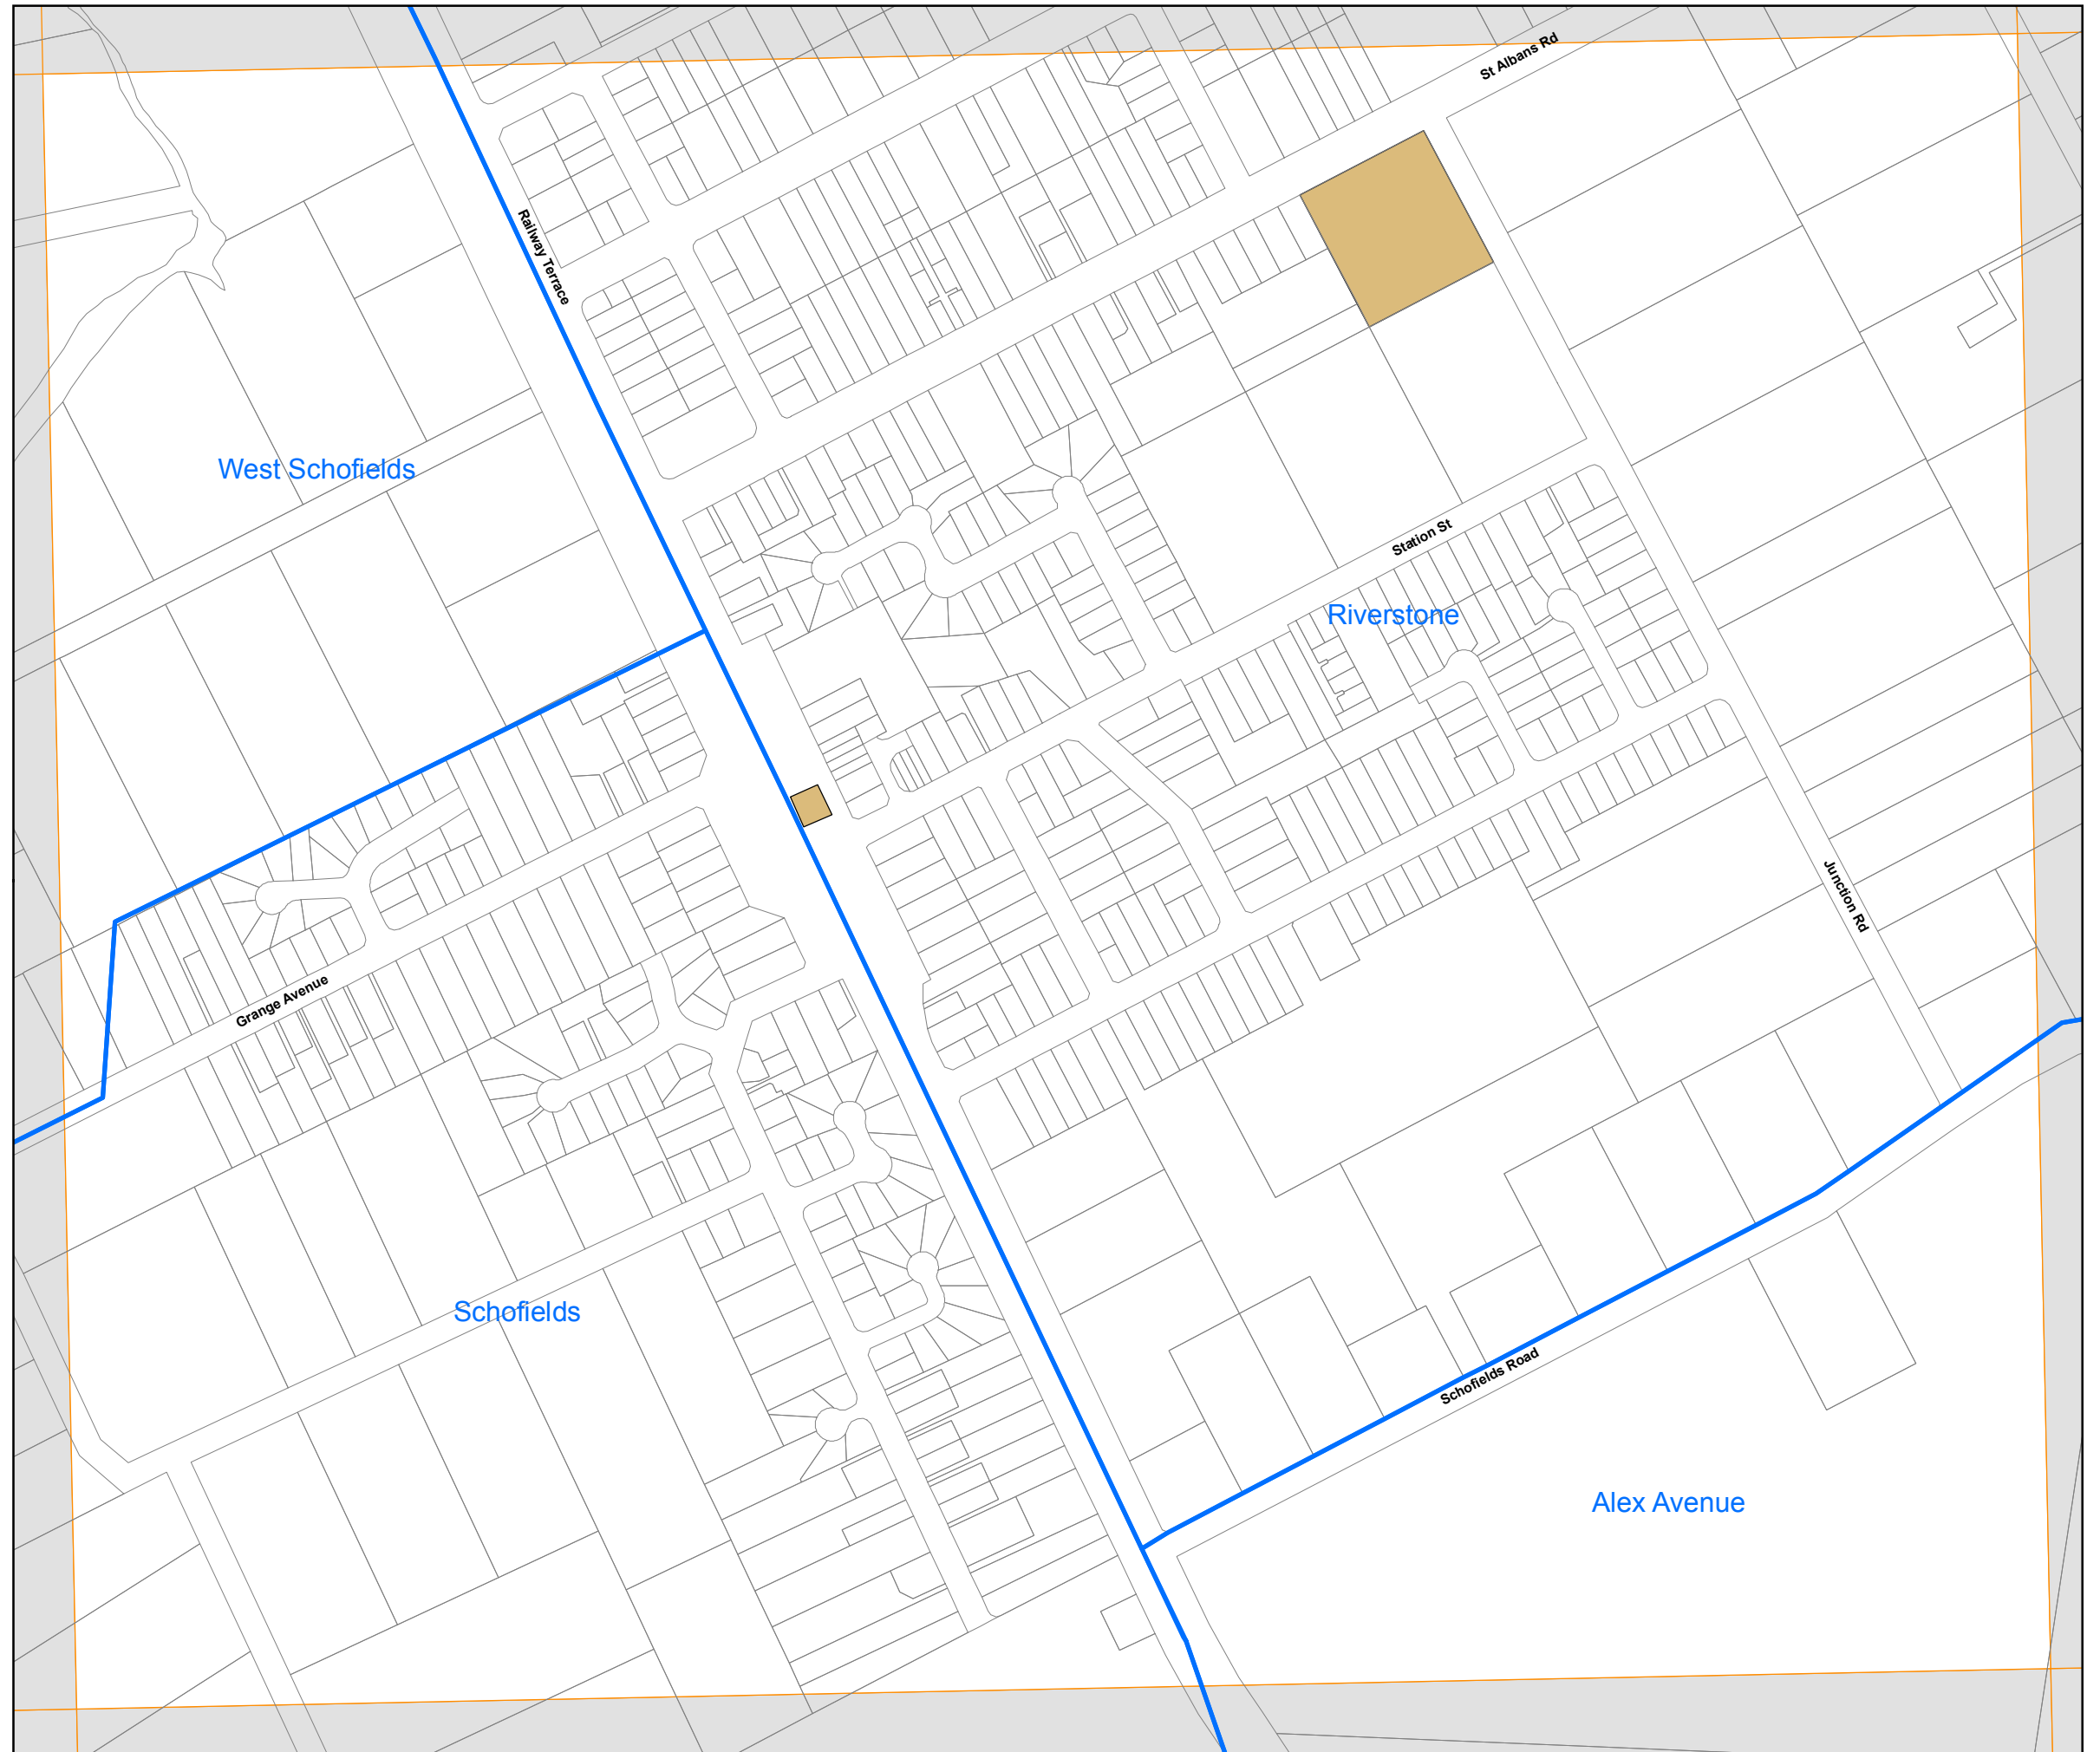 St Albans Rd
Railway Terrace
West Schofields
Station St
Riverstone
Junction Rd
Grange Avenue
Schofields
Schofields Road
Alex Avenue